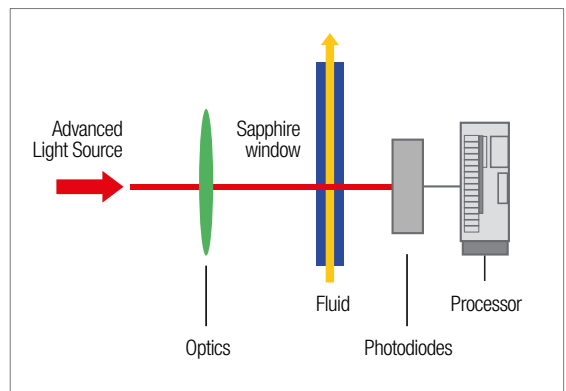 Advanced
Light Source
Sapphire
window
Fluid
Processor
Optics
Photodiodes